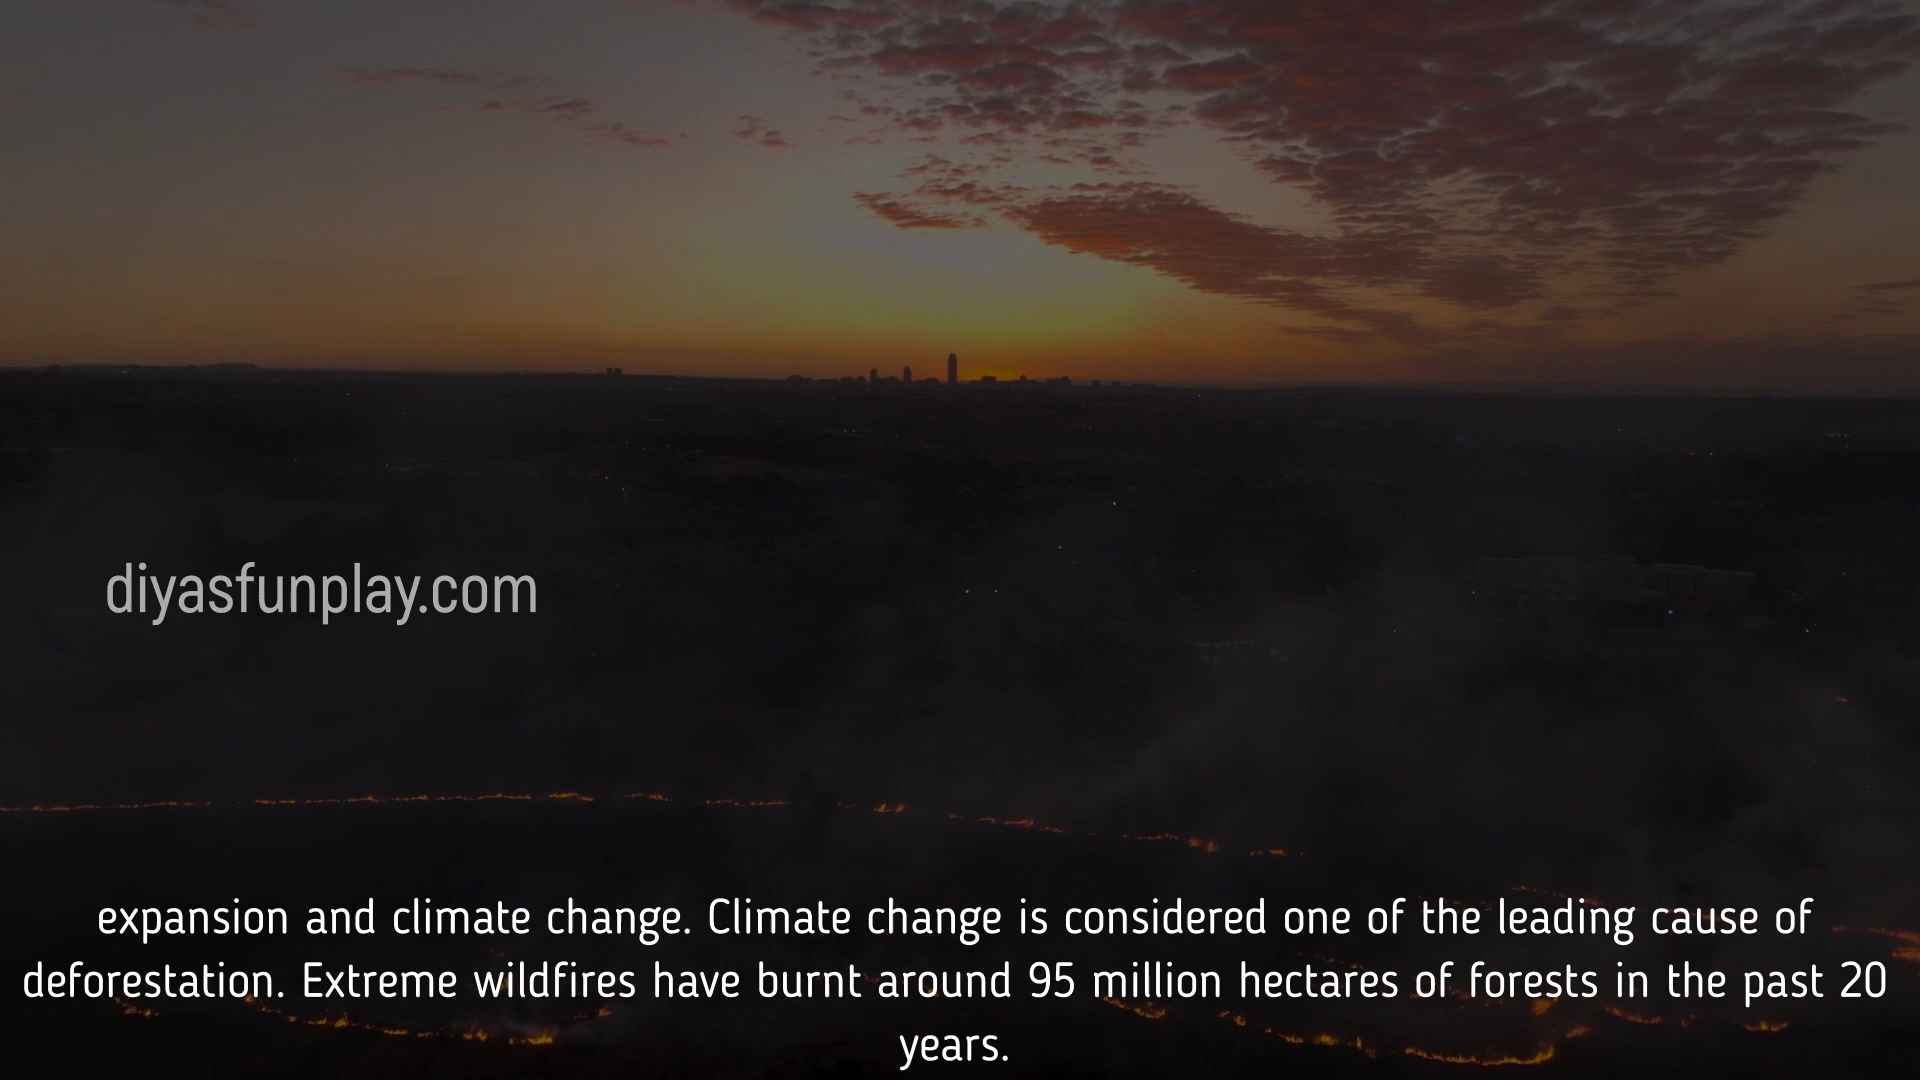 diyasfunplay.com
expansion and climate change. Climate change is considered one of the leading cause of
deforestation. Extreme wildfires have burnt around 95 million hectares of forests in the past 20
years.